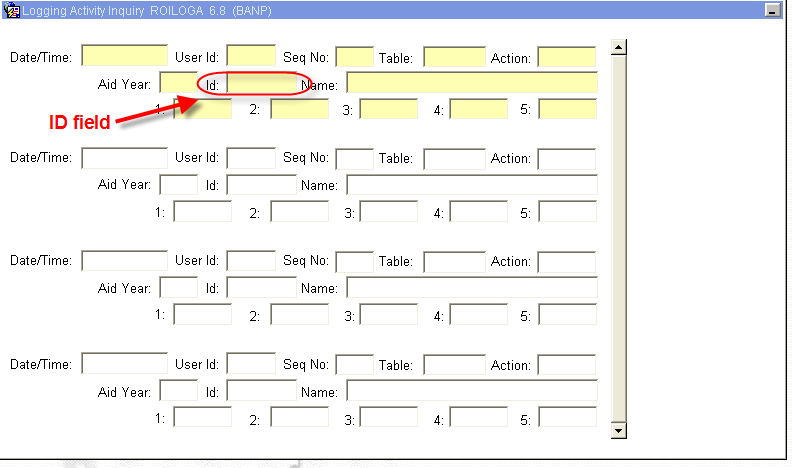 Logging Activity Inquiry ROILOGA 6.8 (BANP)
Date/Time: User Id: Seq No: Table: Action:
Aid Year: Id: Name:
1: 2: 3: 4: 5:
ID field
Date/Time: User Id: Seq No: Table: Action:
Aid Year: Id: Name:
1: 2: 3: 4: 5:
Date/Time: User Id: Seq No: Table: Action:
Aid Year: Id: Name:
1: 2: 3: 4: 5:
Date/Time: User Id: Seq No: Table: Action:
Aid Year: Id: Name:
1: 2: 3: 4: 5: